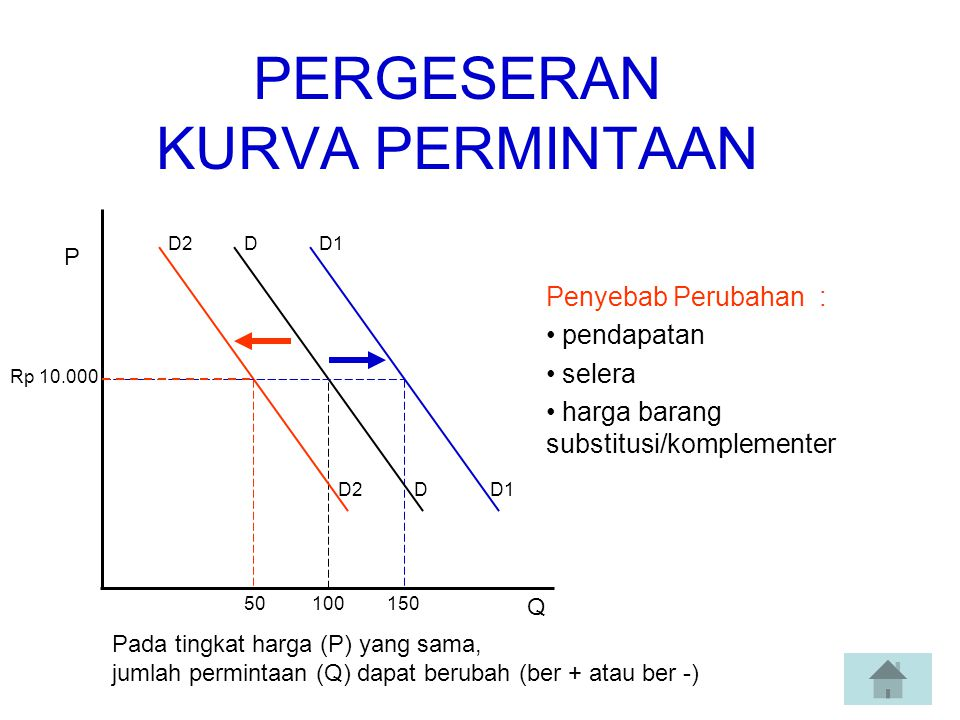 PERGESERAN
KURVA PERMINTAAN
P
D2 D D1
Rp 10.000
D2 D D1
50 100 150
Q
Penyebab Perubahan :
• pendapatan
• selera
• harga barang
substitusi/komplementer
Pada tingkat harga (P) yang sama,
jumlah permintaan (Q) dapat berubah (ber + atau ber -)